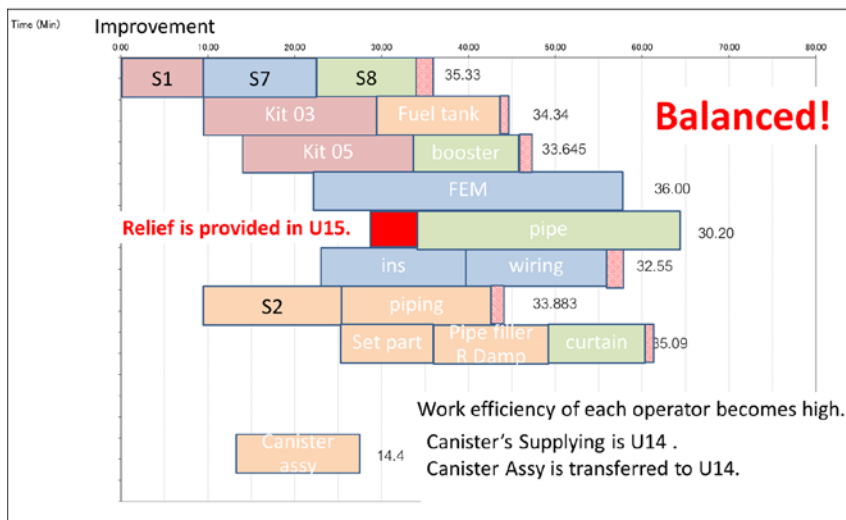 Time (Min)
Improvement
0.00 10.00 20.00 30.00 40.00 50.00 60.00 70.00 80.00
S1 S7 S8 35.33
Kit 03 Fuel tank 34.34
Balanced!
Kit 05 booster 33.645
FEM 36.00
Relief is provided in U15. pipe 30.20
ins wiring 32.55
S2 piping 33.883
Set part Pipe filler R Damp curtain 35.09
Work efficiency of each operator becomes high.
Canister assy 14.4
Canister's Supplying is U14 .
Canister Assy is transferred to U14.